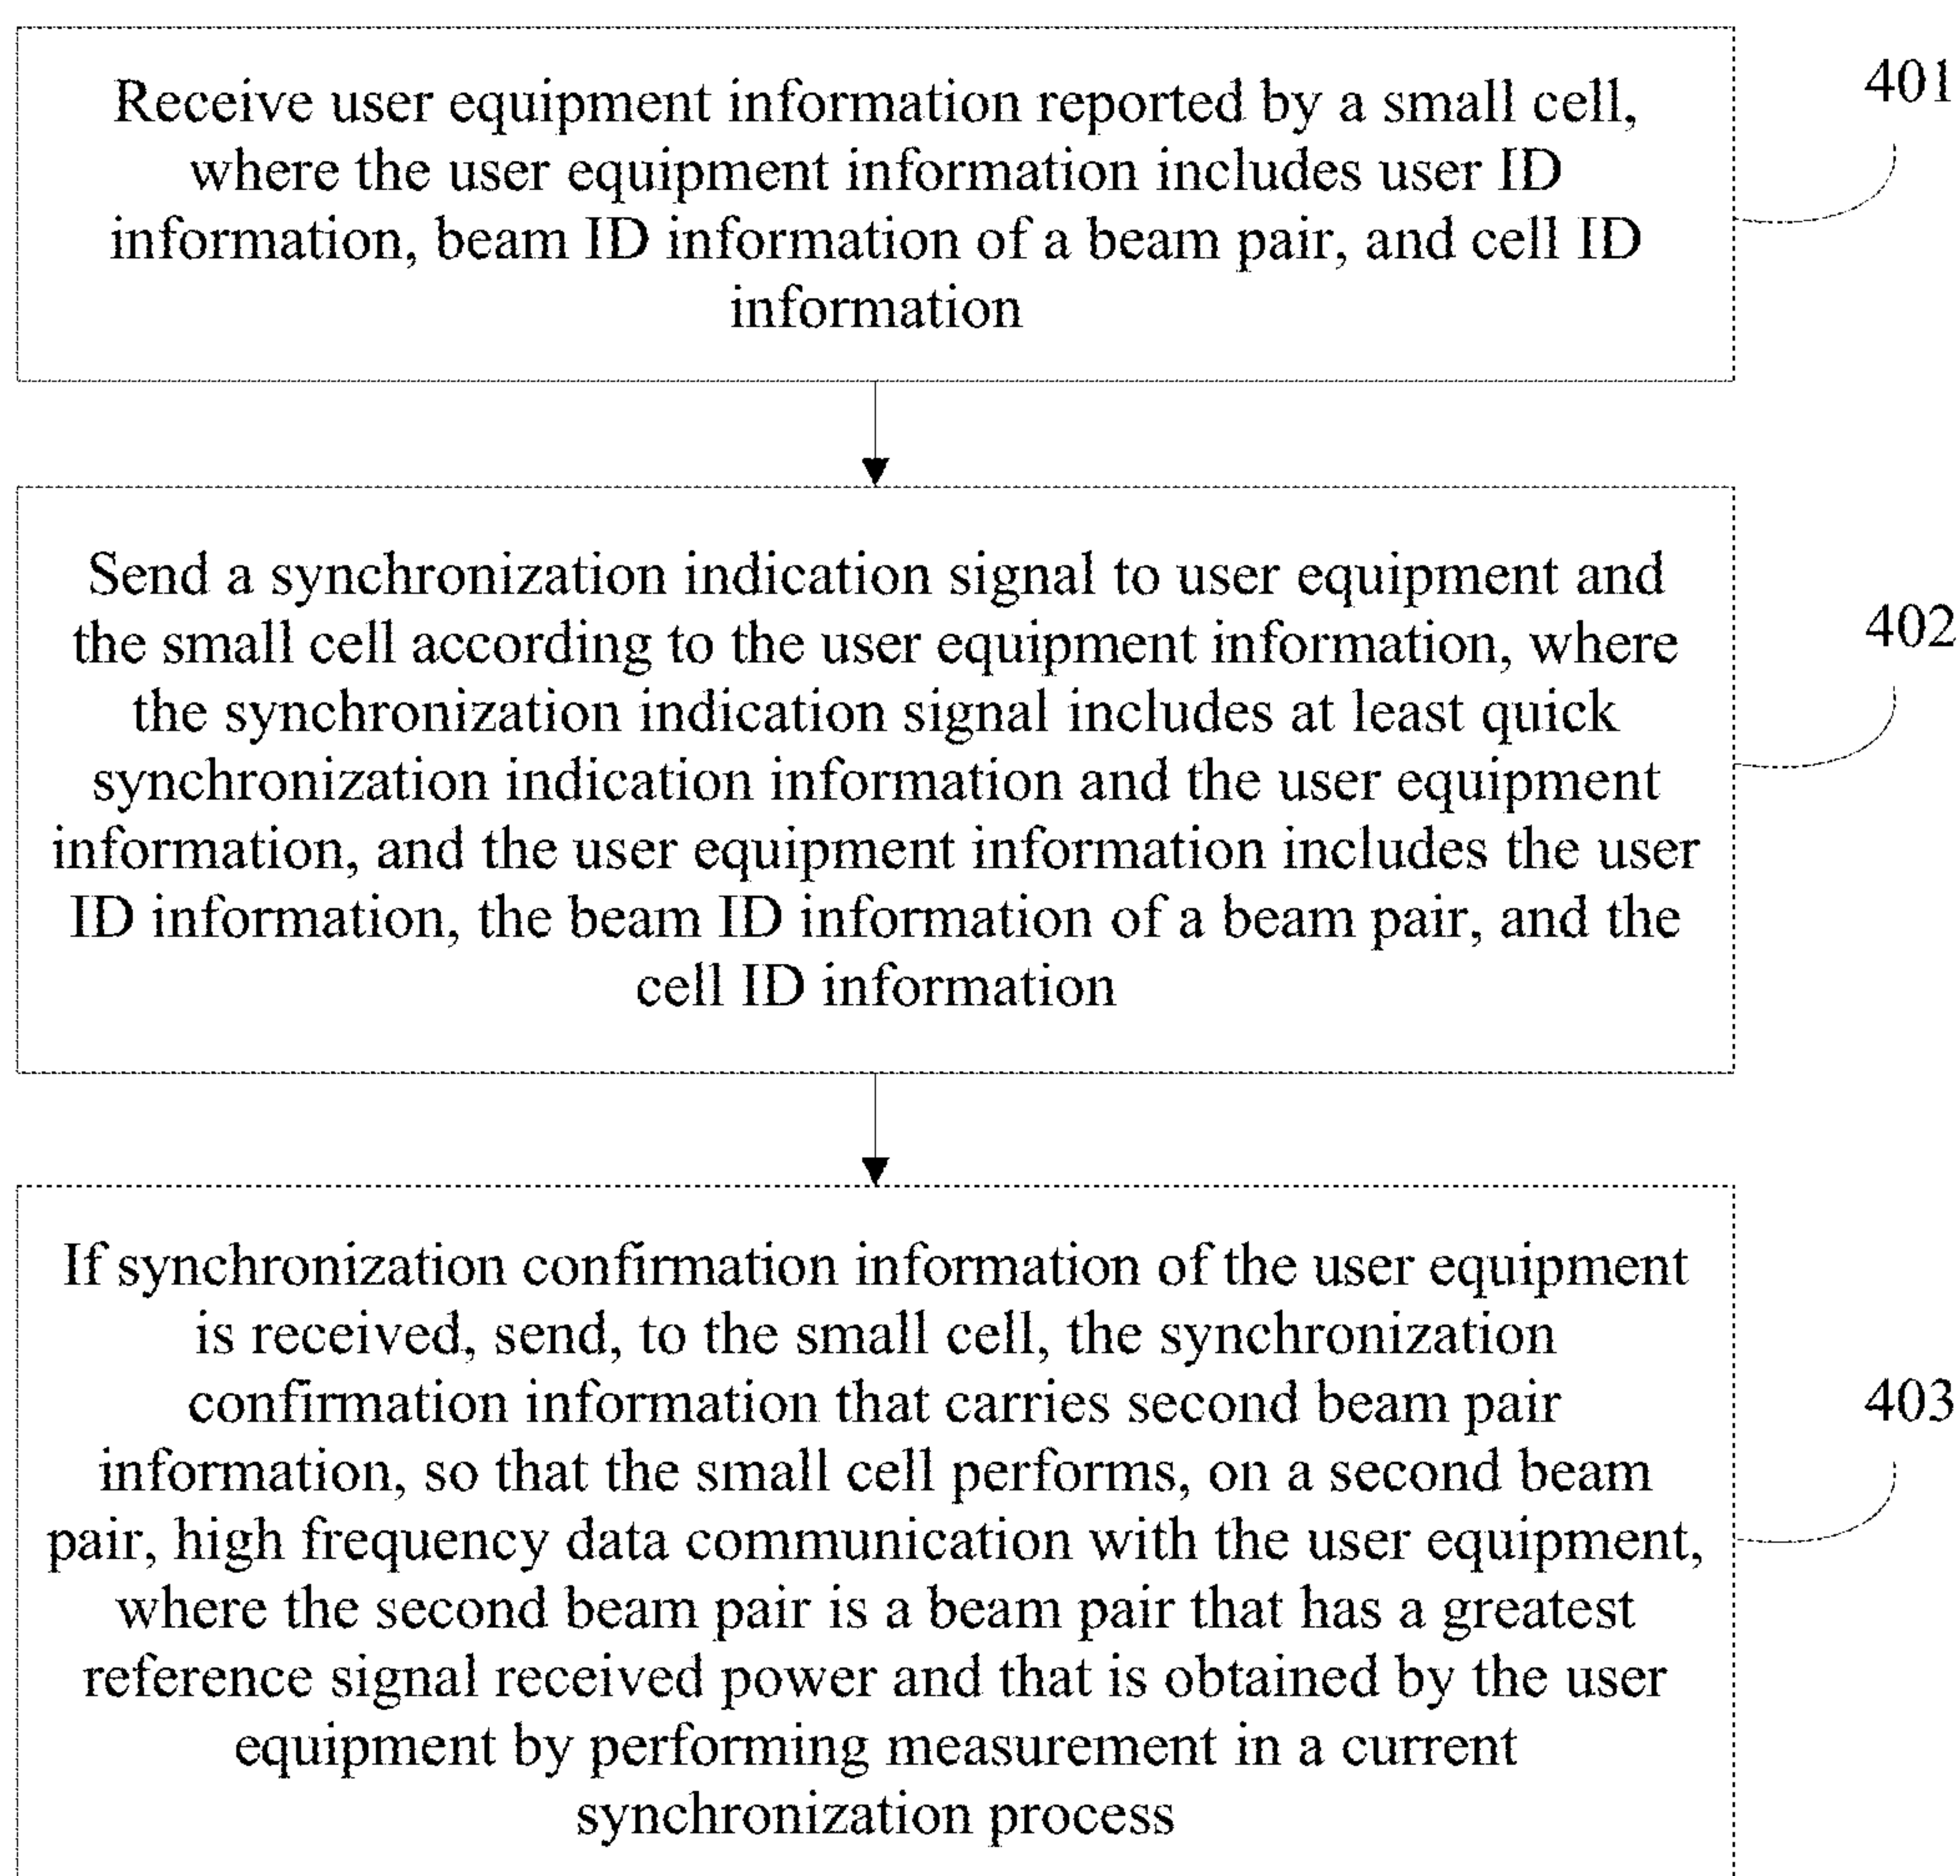 Receive user equipment information reported by a small cell,
where the user equipment information includes user ID
information, beam ID information of a beam pair, and cell ID
information
401
Send a synchronization indication signal to user equipment and
the small cell according to the user equipment information, where
the synchronization indication signal includes at least quick
synchronization indication information and the user equipment
information, and the user equipment information includes the user
ID information, the beam ID information of a beam pair, and the
cell ID information
402
If synchronization confirmation information of the user equipment
is received, send, to the small cell, the synchronization
confirmation information that carries second beam pair
information, so that the small cell performs, on a second beam
pair, high frequency data communication with the user equipment,
where the second beam pair is a beam pair that has a greatest
reference signal received power and that is obtained by the user
equipment by performing measurement in a current
synchronization process
403